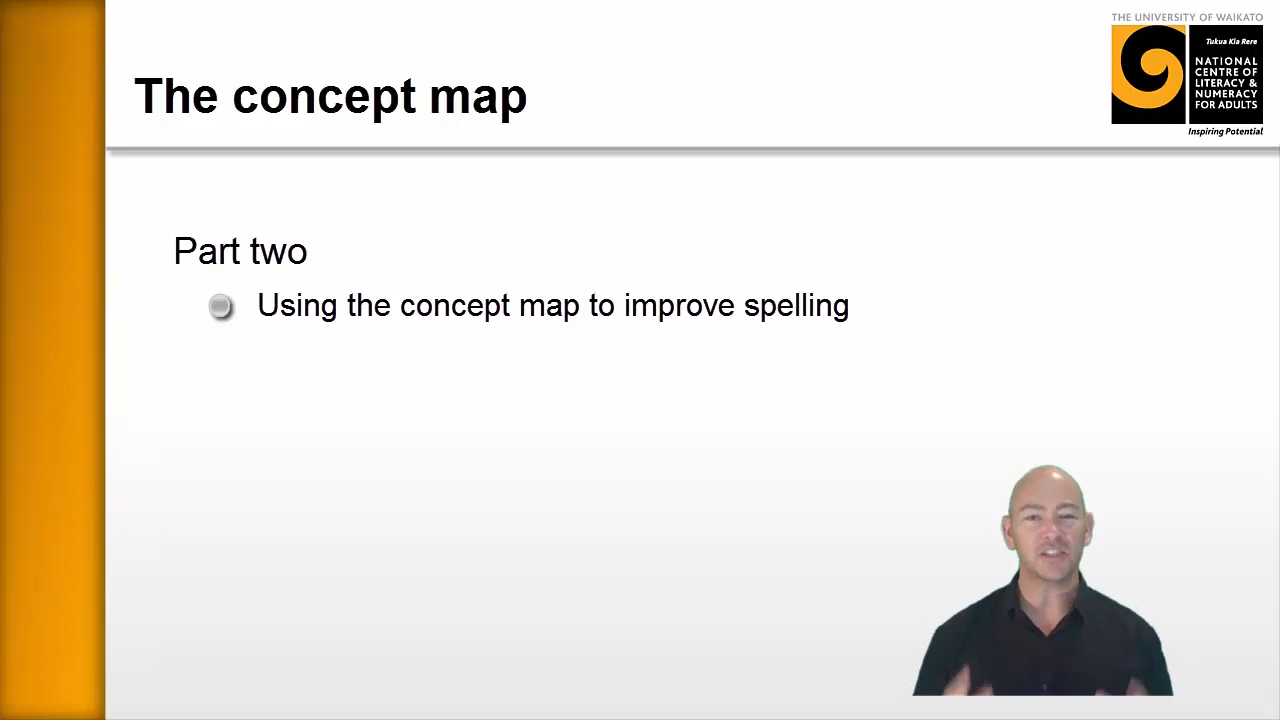 THE UNIVERSITY OF WAIKATO
Tukua Kia Rere
NATIONAL
CENTRE OF
LITERACY &
NUMERACY
FOR ADULTS
Inspiring Potential
The concept map
Part two
Using the concept map to improve spelling